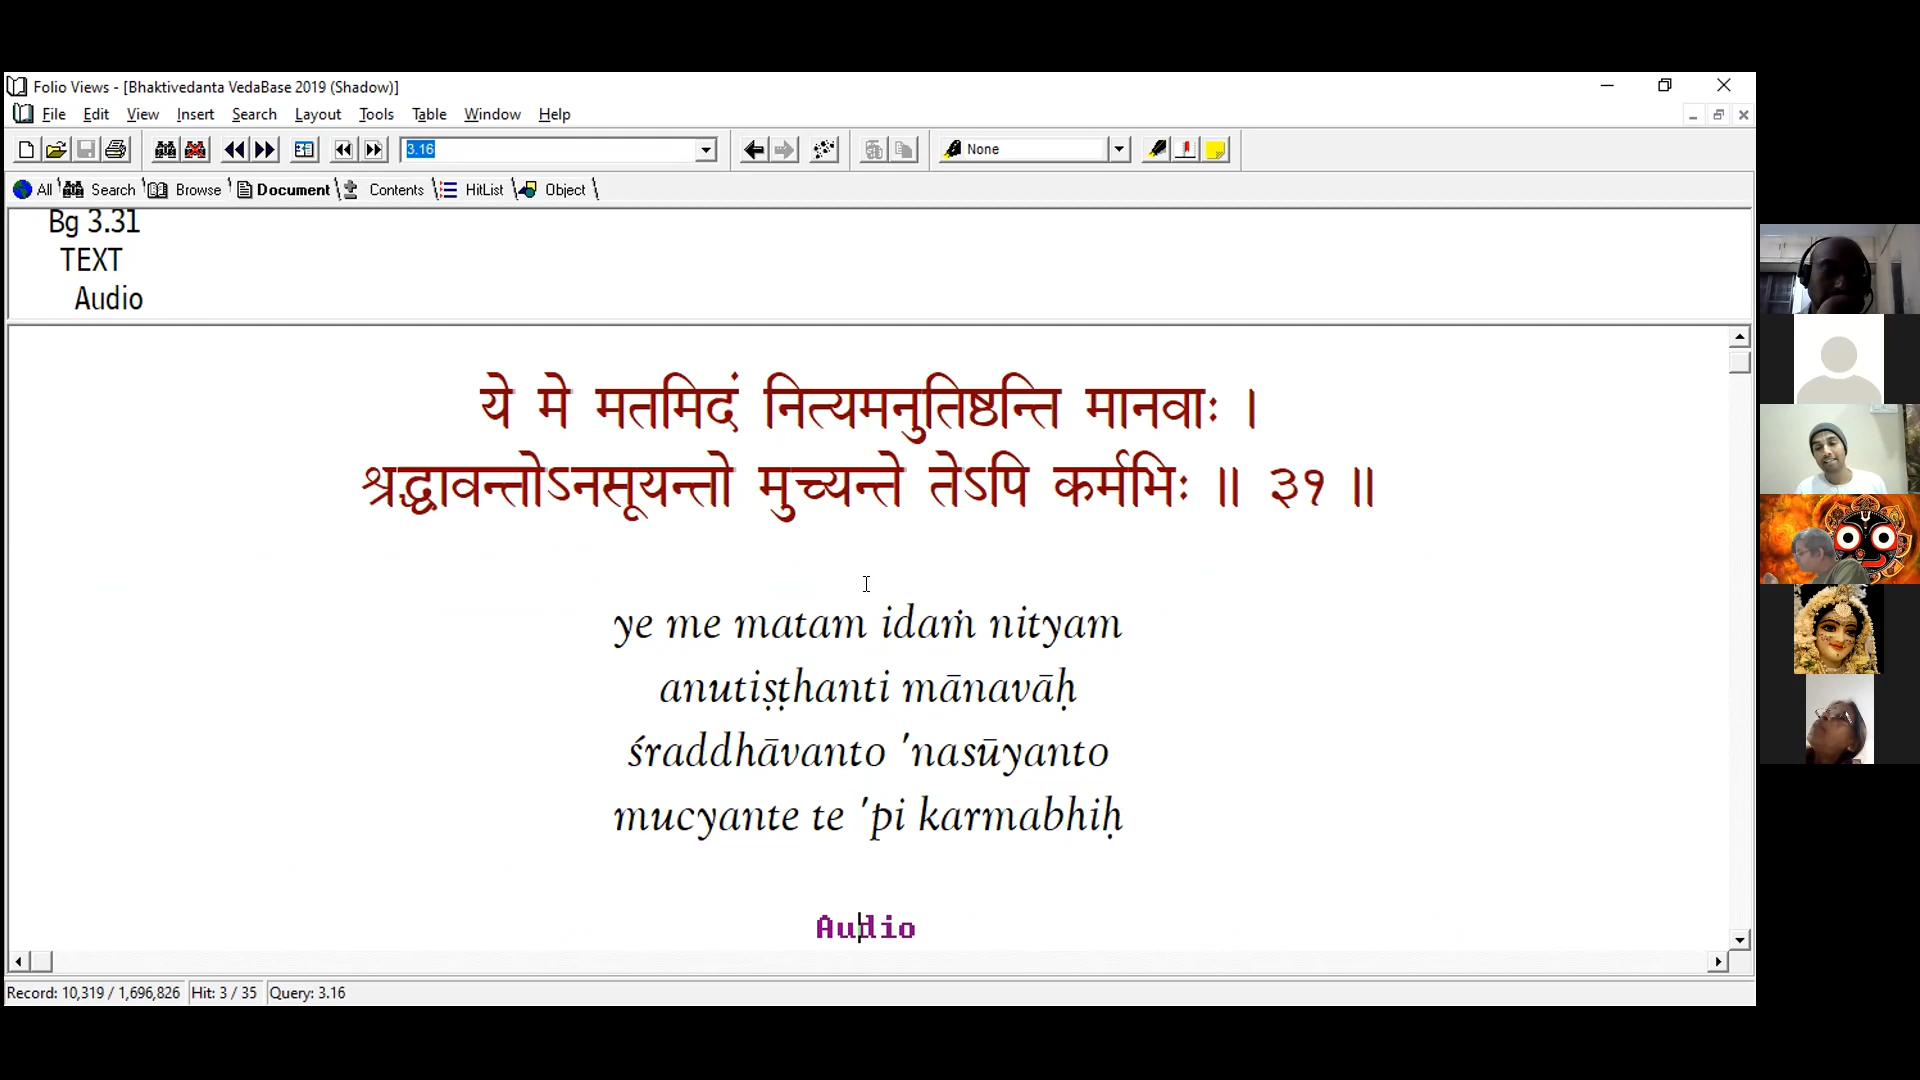 Folio Views - [Bhaktivedanta VedaBase 2019 (Shadow)]
File Edit View Insert Search Layout Tools Table Window Help
3.16 None
All Search Browse Document Contents HitList Object
Bg 3.31
TEXT
Audio
ये मे मतमिदं नित्यमनुतिष्ठन्ति मानवाः ।
श्रद्धावन्तोऽनसूयन्तो मुच्यन्ते तेऽपि कर्मभिः ॥ ३१ ॥
ye me matam idaṁ nityam
anutiṣṭhanti mānavāḥ
śraddhāvanto 'nasūyanto
mucyante te 'pi karmabhiḥ
Audio
Record: 10,319 / 1,696,826 Hit: 3 / 35 Query: 3.16